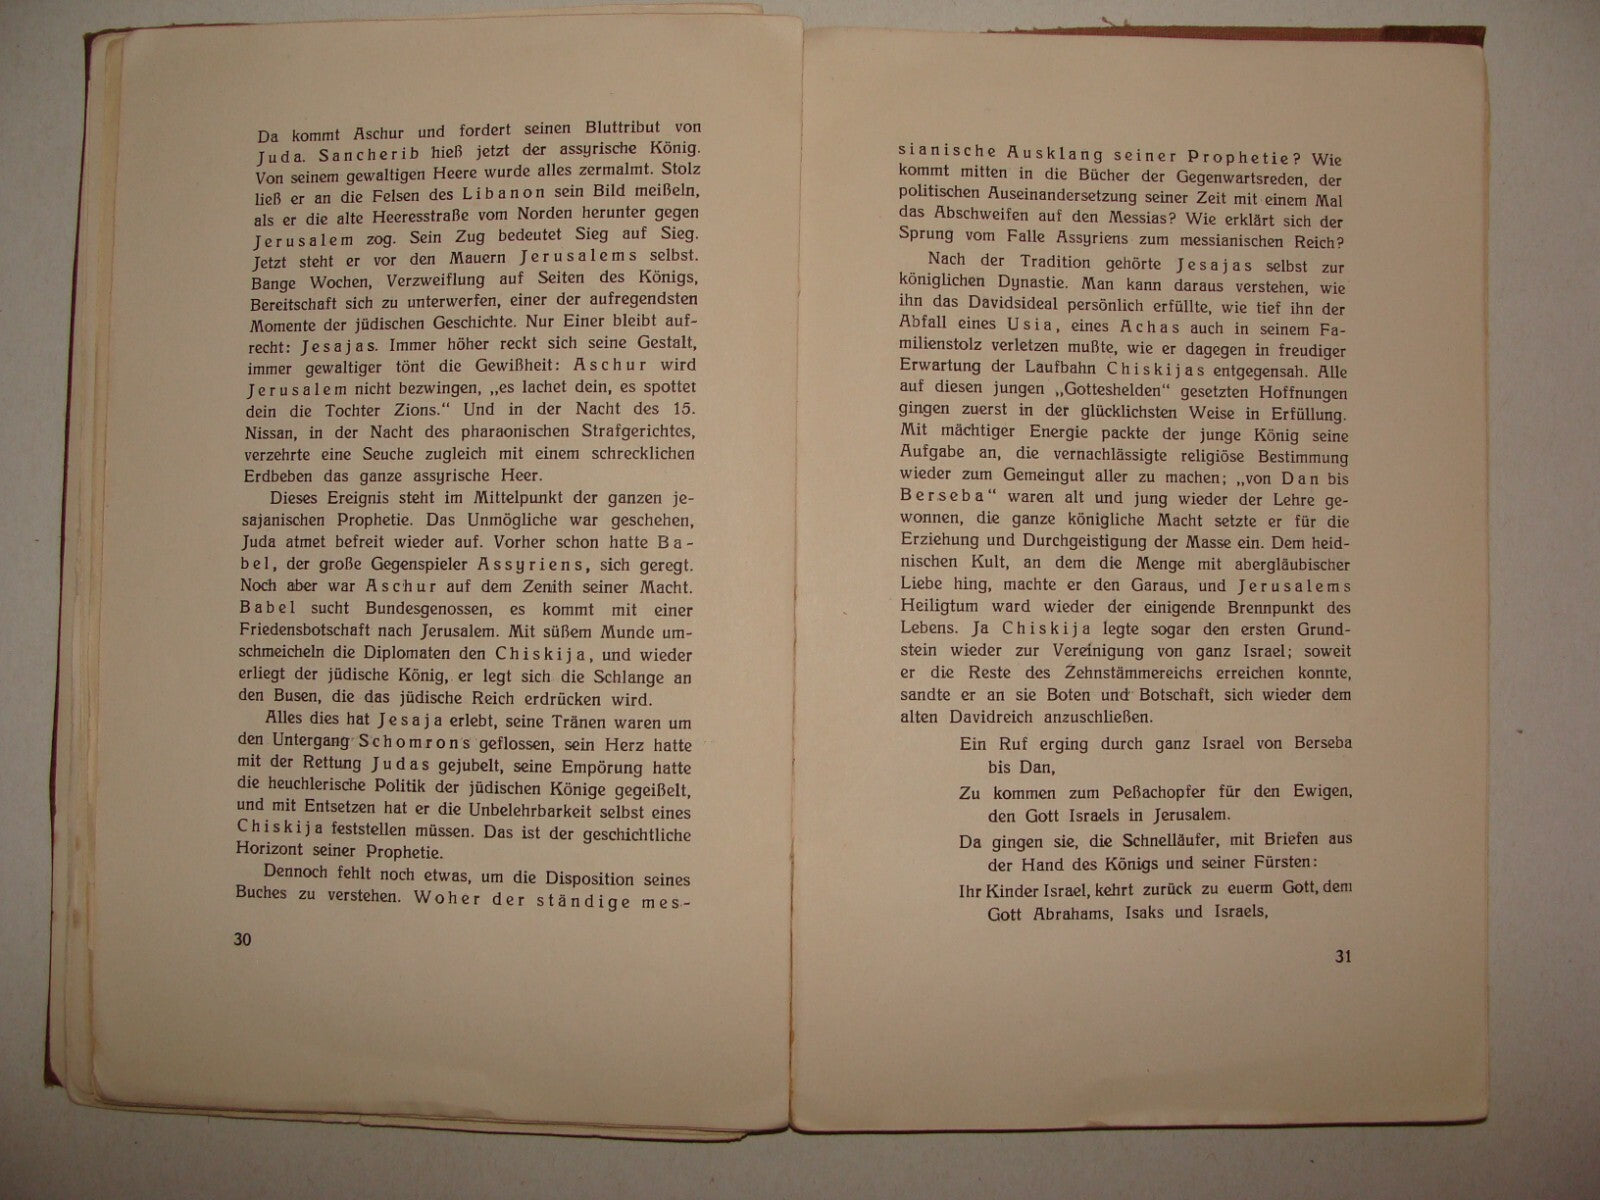 Da kommt Aschur und fordert seinen Bluttribut von
Juda. Sancherib hieß jetzt der assyrische König.
Von seinem gewaltigen Heere wurde alles zermalmt. Stolz
ließ er an die Felsen des Libanon sein Bild meißeln,
als er die alte Heeresstraße vom Norden herunter gegen
Jerusalem zog. Sein Zug bedeutet Sieg auf Sieg.
Jetzt steht er vor den Mauern Jerusalems selbst.
Bange Wochen, Verzweiflung auf Seiten des Königs,
Bereitschaft sich zu unterwerfen, einer der aufregendsten
Momente der jüdischen Geschichte. Nur Einer bleibt auf-
recht: Jesajas. Immer höher reckt sich seine Gestalt,
immer gewaltiger tönt die Gewißheit: Aschur wird
Jerusalem nicht bezwingen, „es lachet dein, es spottet
dein die Tochter Zions.“ Und in der Nacht des 15.
Nissan, in der Nacht des pharaonischen Strafgerichtes,
verzehrte eine Seuche zugleich mit einem schrecklichen
Erdbeben das ganze assyrische Heer.
Dieses Ereignis steht im Mittelpunkt der ganzen je-
sajanischen Prophetie. Das Unmögliche war geschehen,
Juda atmet befreit wieder auf. Vorher schon hatte Ba-
bel, der große Gegenspieler Assyriens, sich geregt.
Noch aber war Aschur auf dem Zenith seiner Macht.
Babel sucht Bundesgenossen, es kommt mit einer
Friedensbotschaft nach Jerusalem. Mit süßem Munde um-
schmeicheln die Diplomaten den Chiskija, und wieder
erliegt der jüdische König, er legt sich die Schlange an
den Busen, die das jüdische Reich erdrücken wird.
Alles dies hat Jesaja erlebt, seine Tränen waren um
den Untergang Schomrons geflossen, sein Herz hatte
mit der Rettung Judas gejubelt, seine Empörung hatte
die heuchlerische Politik der jüdischen Könige gegeißelt,
und mit Entsetzen hat er die Unbelehrbarkeit selbst eines
Chiskija feststellen müssen. Das ist der geschichtliche
Horizont seiner Prophetie.
Dennoch fehlt noch etwas, um die Disposition seines
Buches zu verstehen. Woher der ständige mes-
30
sianische Ausklang seiner Prophetie? Wie
kommt mitten in die Bücher der Gegenwartsreden, der
politischen Auseinandersetzung seiner Zeit mit einem Mal
das Abschweifen auf den Messias? Wie erklärt sich der
Sprung vom Falle Assyriens zum messianischen Reich?
Nach der Tradition gehörte Jesajas selbst zur
königlichen Dynastie. Man kann daraus verstehen, wie
ihn das Davidsideal persönlich erfüllte, wie tief ihn der
Abfall eines Usia, eines Achas auch in seinem Fa-
milienstolz verletzen mußte, wie er dagegen in freudiger
Erwartung der Laufbahn Chiskijas entgegensah. Alle
auf diesen jungen „Gotteshelden“ gesetzten Hoffnungen
gingen zuerst in der glücklichsten Weise in Erfüllung.
Mit mächtiger Energie packte der junge König seine
Aufgabe an, die vernachlässigte religiöse Bestimmung
wieder zum Gemeingut aller zu machen; „von Dan bis
Berseba“ waren alt und jung wieder der Lehre ge-
wonnen, die ganze königliche Macht setzte er für die
Erziehung und Durchgeistigung der Masse ein. Dem heid-
nischen Kult, an dem die Menge mit abergläubischer
Liebe hing, machte er den Garaus, und Jerusalems
Heiligtum ward wieder der einigende Brennpunkt des
Lebens. Ja Chiskija legte sogar den ersten Grund-
stein wieder zur Vereinigung von ganz Israel; soweit
er die Reste des Zehnstämmereichs erreichen konnte,
sandte er an sie Boten und Botschaft, sich wieder dem
alten Davidreich anzuschließen.
Ein Ruf erging durch ganz Israel von Berseba
bis Dan,
Zu kommen zum Peßachopfer für den Ewigen,
den Gott Israels in Jerusalem.
Da gingen sie, die Schnelläufer, mit Briefen aus
der Hand des Königs und seiner Fürsten:
Ihr Kinder Israel, kehrt zurück zu euerm Gott, dem
Gott Abrahams, Isaks und Israels,
31